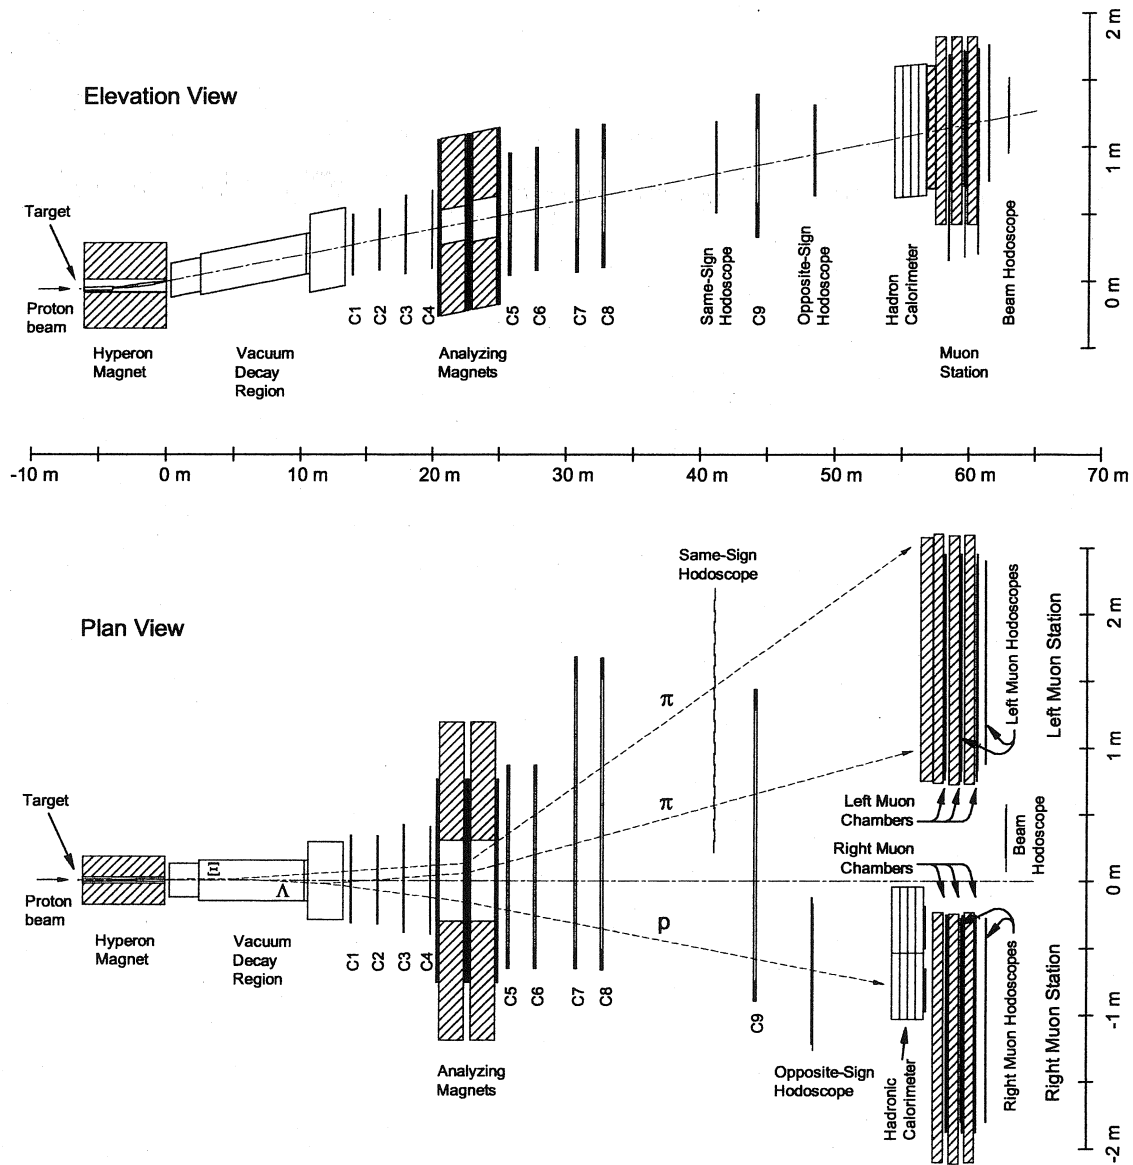 Elevation View
2 m
1 m
0 m
Target
Proton
beam
Hyperon
Magnet
Vacuum
Decay
Region
C1
C2
C3
C4
Analyzing
Magnets
C5
C6
C7
C8
Same-Sign
Hodoscope
C9
Opposite-Sign
Hodoscope
Hadron
Calorimeter
Muon
Station
Beam Hodoscope
-10 m
0 m
10 m
20 m
30 m
40 m
50 m
60 m
70 m
Plan View
Same-Sign
Hodoscope
π
π
p
Ξ
Λ
Target
Proton
beam
Hyperon
Magnet
Vacuum
Decay
Region
C1
C2
C3
C4
Analyzing
Magnets
C5
C6
C7
C8
C9
Opposite-Sign
Hodoscope
Hadronic
Calorimeter
Left Muon
Chambers
Right Muon
Chambers
Left Muon Hodoscopes
Left Muon Station
Beam
Hodoscope
Right Muon Hodoscopes
Right Muon Station
2 m
1 m
0 m
-1 m
-2 m